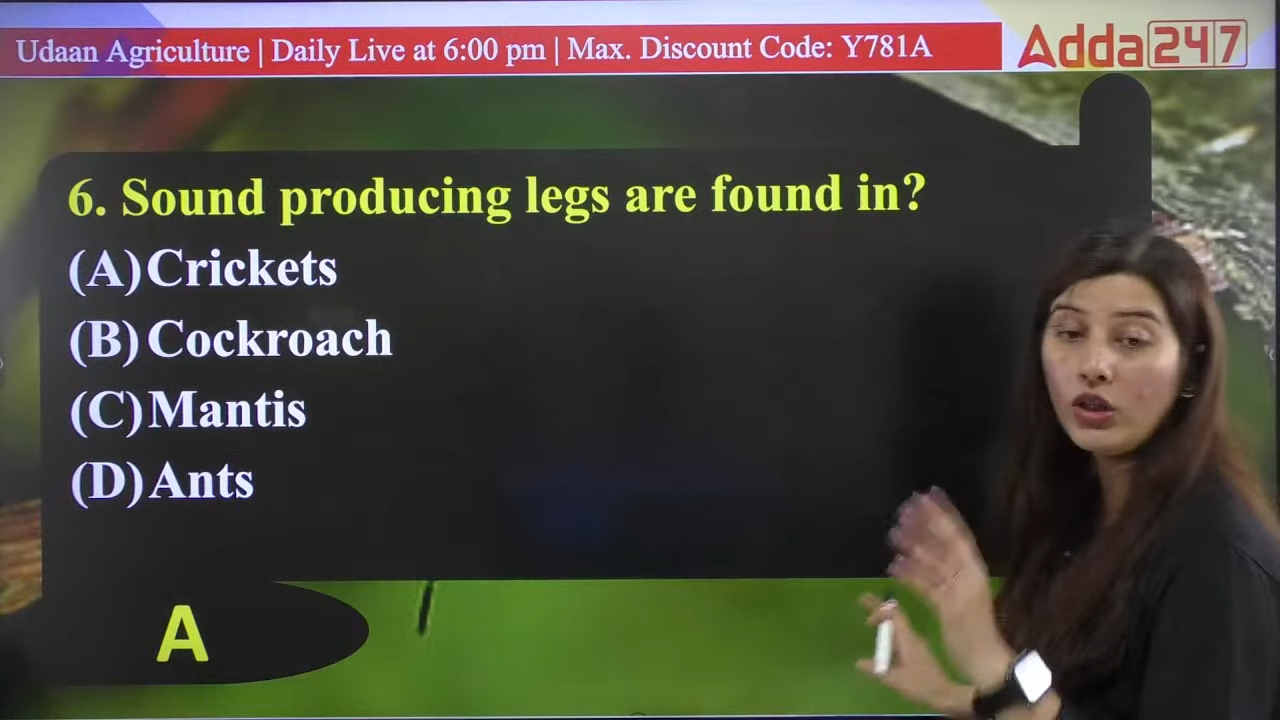 Udaan Agriculture | Daily Live at 6:00 pm | Max. Discount Code: Y781A
Adda247
6. Sound producing legs are found in?
(A) Crickets
(B) Cockroach
(C) Mantis
(D) Ants
A